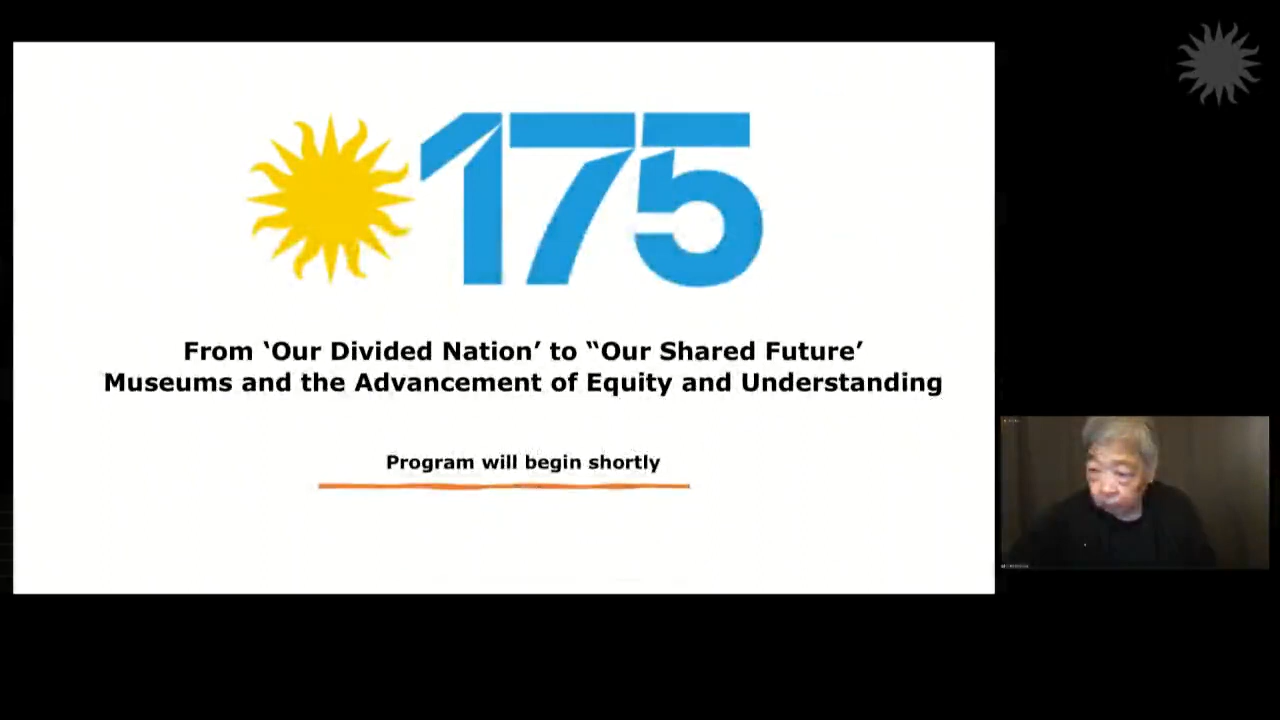 175
From ‘Our Divided Nation’ to “Our Shared Future’
Museums and the Advancement of Equity and Understanding
Program will begin shortly